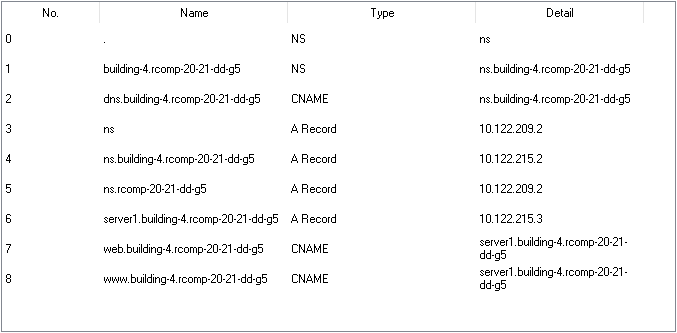 No. Name Type Detail
0 . NS ns
1 building-4.rcomp-20-21-dd-g5 NS ns.building-4.rcomp-20-21-dd-g5
2 dns.building-4.rcomp-20-21-dd-g5 CNAME ns.building-4.rcomp-20-21-dd-g5
3 ns A Record 10.122.209.2
4 ns.building-4.rcomp-20-21-dd-g5 A Record 10.122.215.2
5 ns.rcomp-20-21-dd-g5 A Record 10.122.209.2
6 server1.building-4.rcomp-20-21-dd-g5 A Record 10.122.215.3
7 web.building-4.rcomp-20-21-dd-g5 CNAME server1.building-4.rcomp-20-21-
dd-g5
8 www.building-4.rcomp-20-21-dd-g5 CNAME server1.building-4.rcomp-20-21-
dd-g5